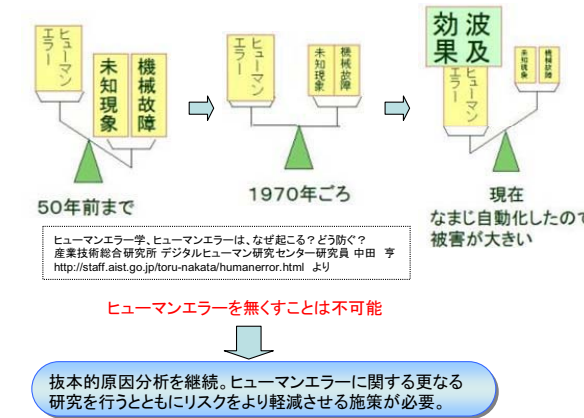 ヒューマンエラー
未知現象
機械故障
50年前まで
ヒューマンエラー
未知現象
機械故障
1970年ごろ
波及効果
ヒューマンエラー
未知現象
機械故障
現在
なまじ自動化したので
被害が大きい
ヒューマンエラー学、ヒューマンエラーは、なぜ起こる？どう防ぐ？
産業技術総合研究所 デジタルヒューマン研究センター研究員 中田 亨
http://staff.aist.go.jp/toru-nakata/humanerror.html より
ヒューマンエラーを無くすことは不可能
抜本的原因分析を継続。ヒューマンエラーに関する更なる
研究を行うとともにリスクをより軽減させる施策が必要。